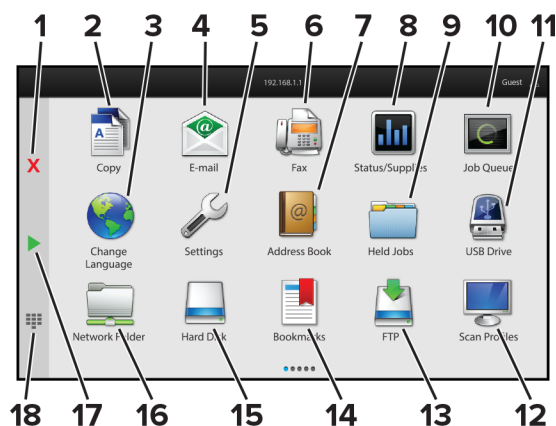 1 2 3 4 5 6 7 8 9 10 11
192.168.1.1
Guest
Copy E-mail Fax Status/Supplies Job Queue
A @
X
Change Language Settings Address Book Held Jobs USB Drive
@
Network Folder Hard Disk Bookmarks FTP Scan Profiles
18 17 16 15 14 13 12